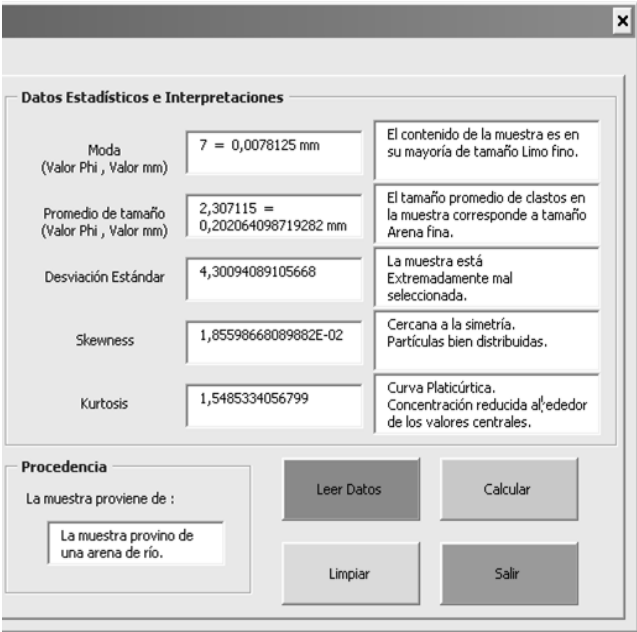 Datos Estadísticos e Interpretaciones
Moda
(Valor Phi , Valor mm)
7 = 0,0078125 mm
El contenido de la muestra es en
su mayoría de tamaño Limo fino.
Promedio de tamaño
(Valor Phi , Valor mm)
2,307115 =
0,202064098719282 mm
El tamaño promedio de clastos en
la muestra corresponde a tamaño
Arena fina.
Desviación Estándar
4,30094089105668
La muestra está
Extremadamente mal
seleccionada.
Skewness
1,85598668089882E-02
Cercana a la simetría.
Partículas bien distribuidas.
Kurtosis
1,5485334056799
Curva Platicúrtica.
Concentración reducida alrededor
de los valores centrales.
Procedencia
La muestra proviene de :
La muestra provino de
una arena de río.
Leer Datos
Calcular
Limpiar
Salir